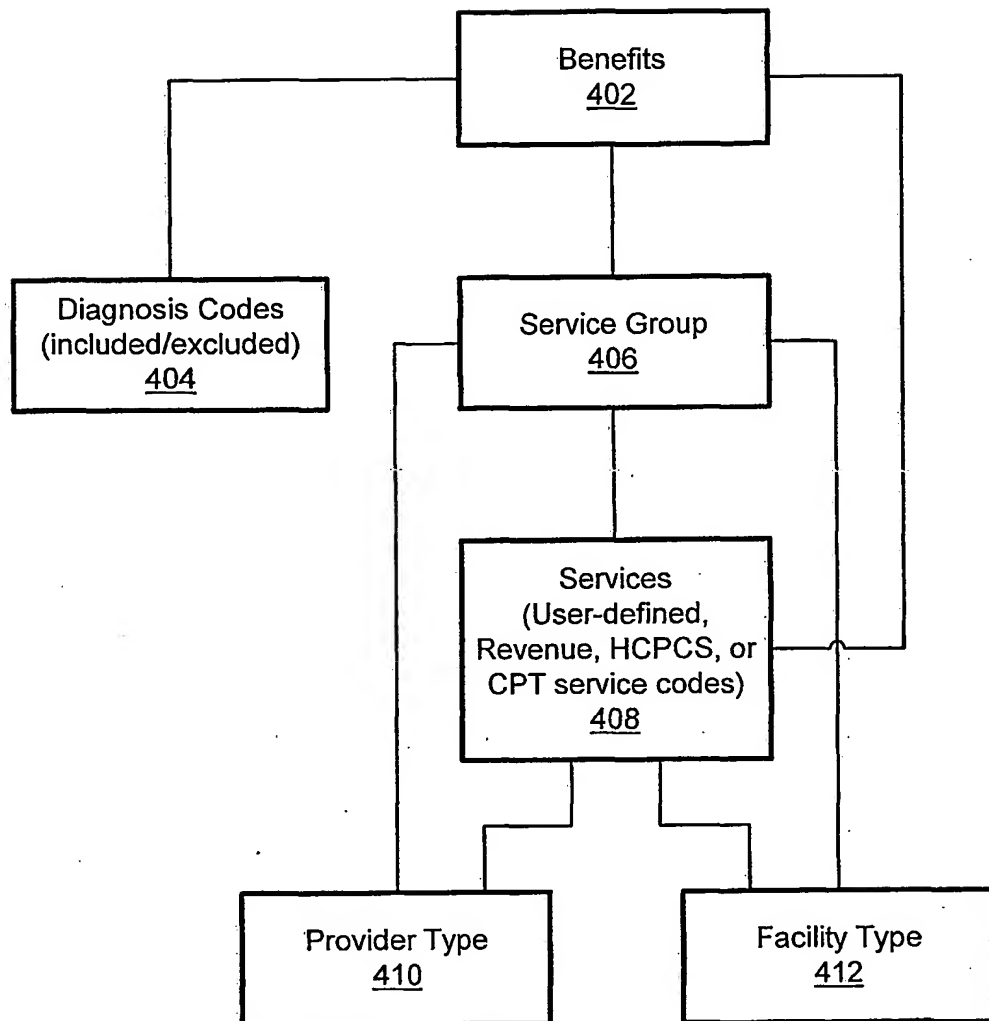 Benefits
402
Diagnosis Codes
(included/excluded)
404
Service Group
406
Services
(User-defined,
Revenue, HCPCS, or
CPT service codes)
408
Provider Type
410
Facility Type
412